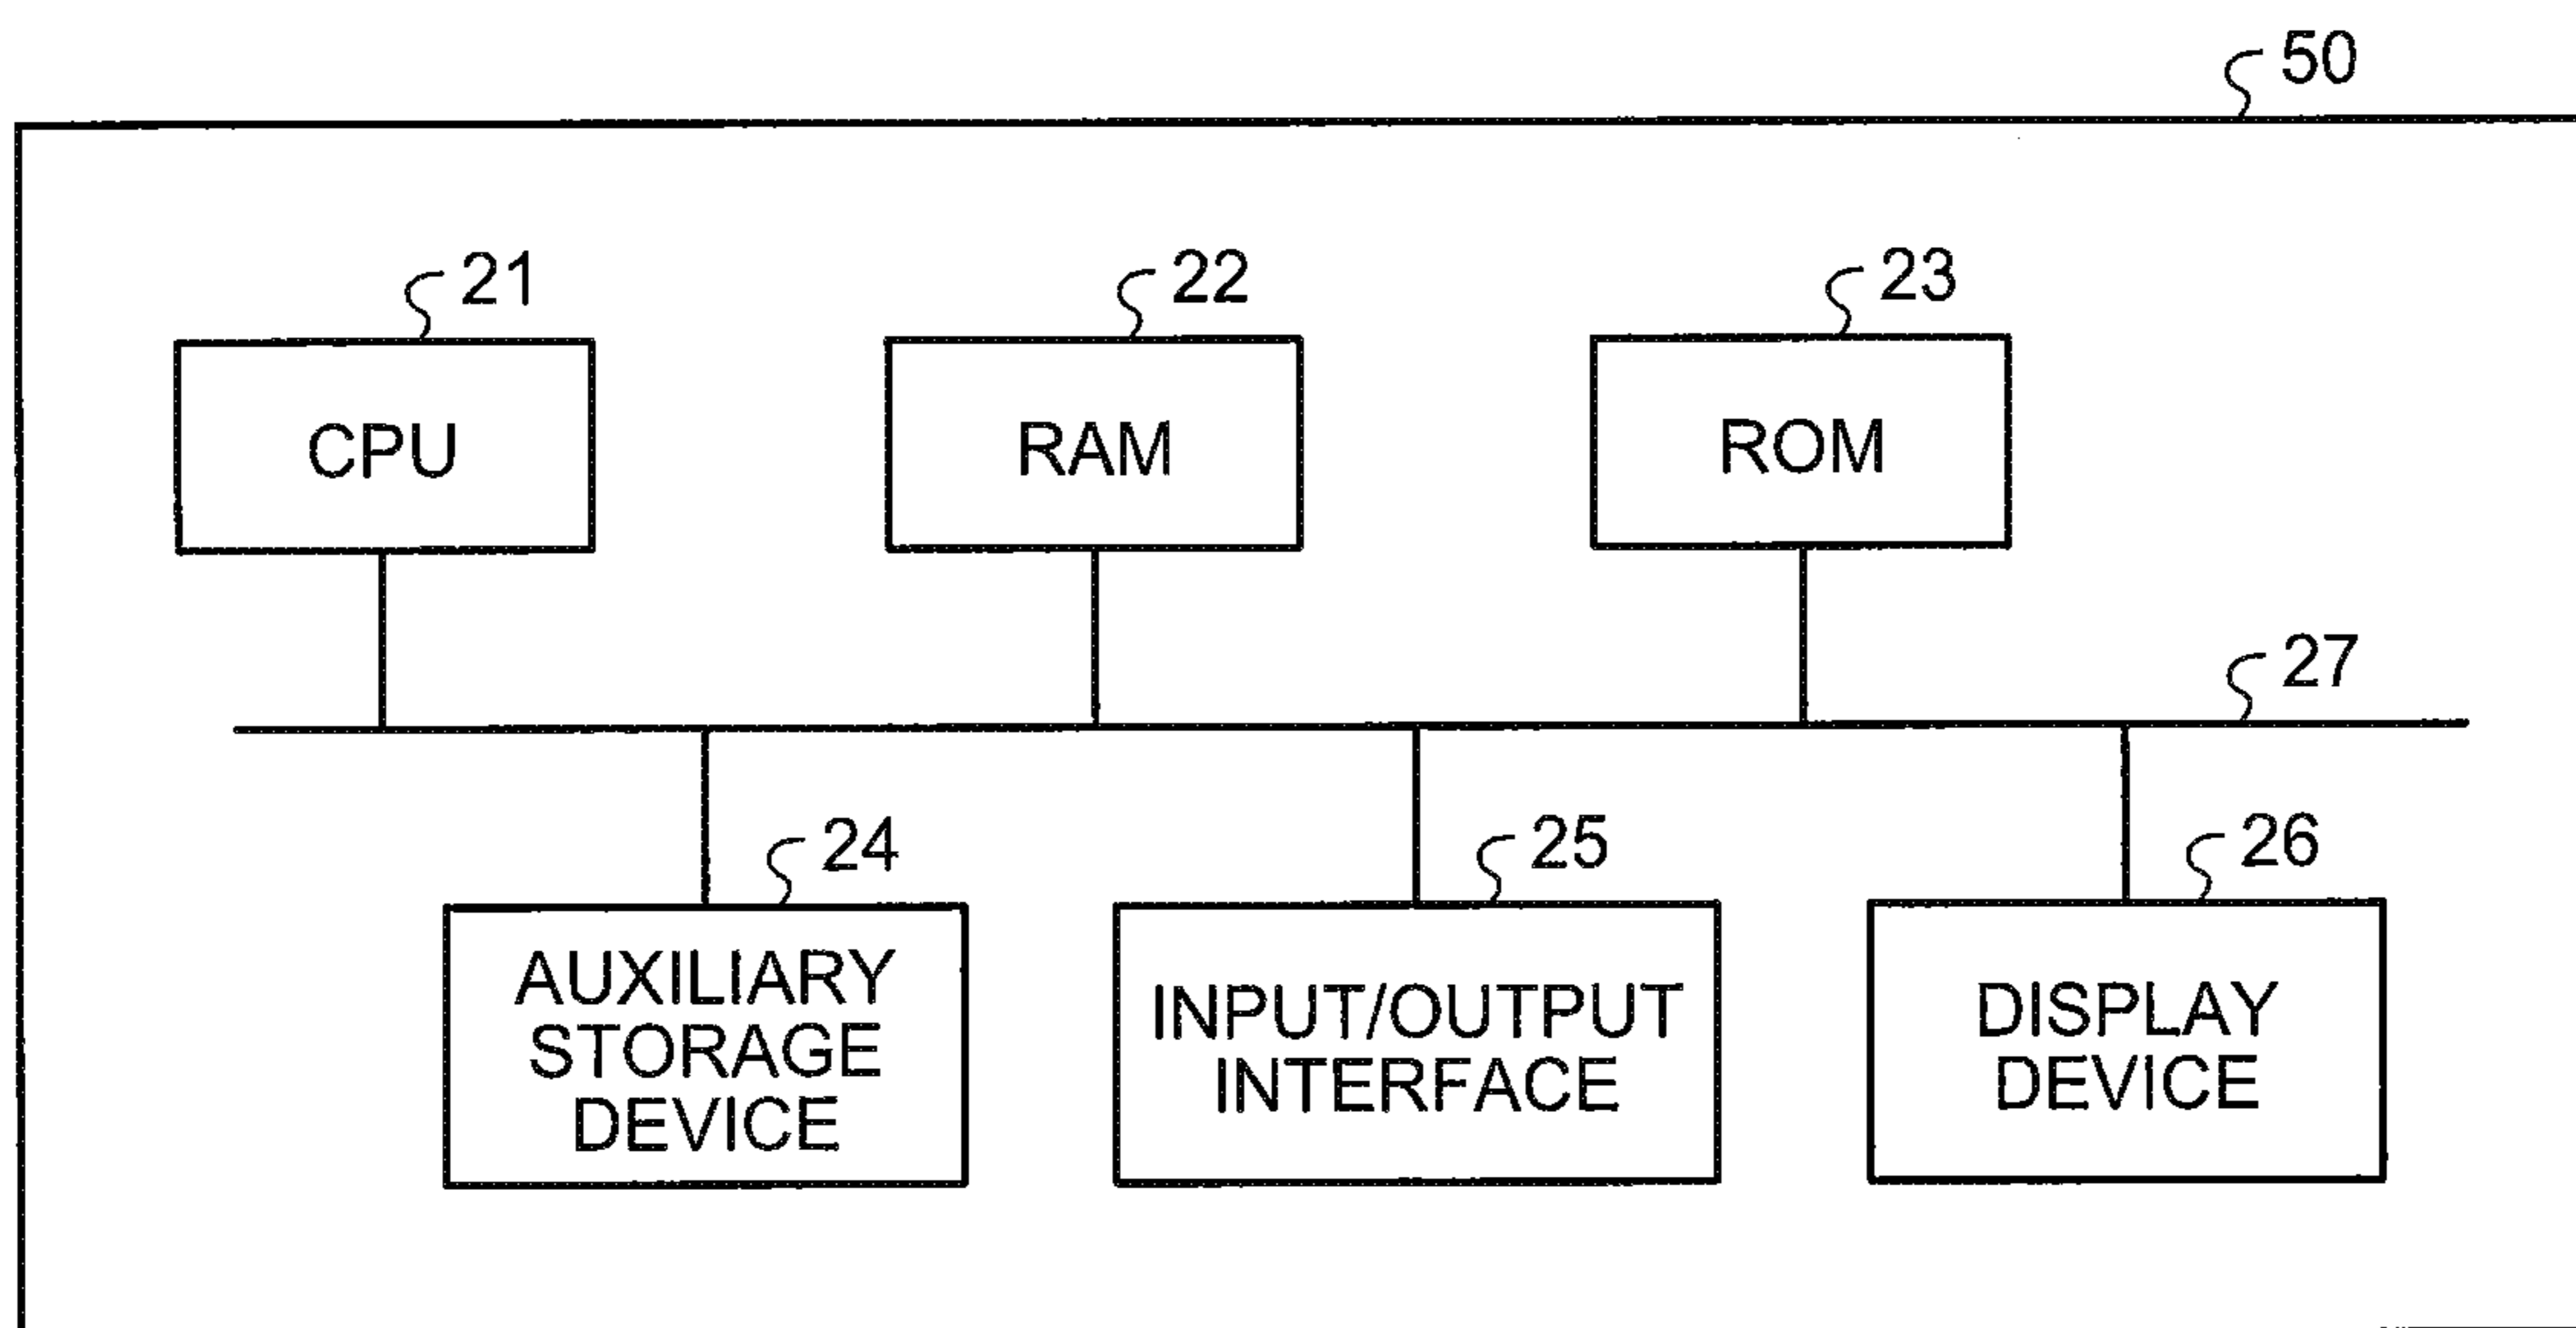 50
21
22
23
CPU
RAM
ROM
27
24
25
26
AUXILIARY
STORAGE
DEVICE
INPUT/OUTPUT
INTERFACE
DISPLAY
DEVICE